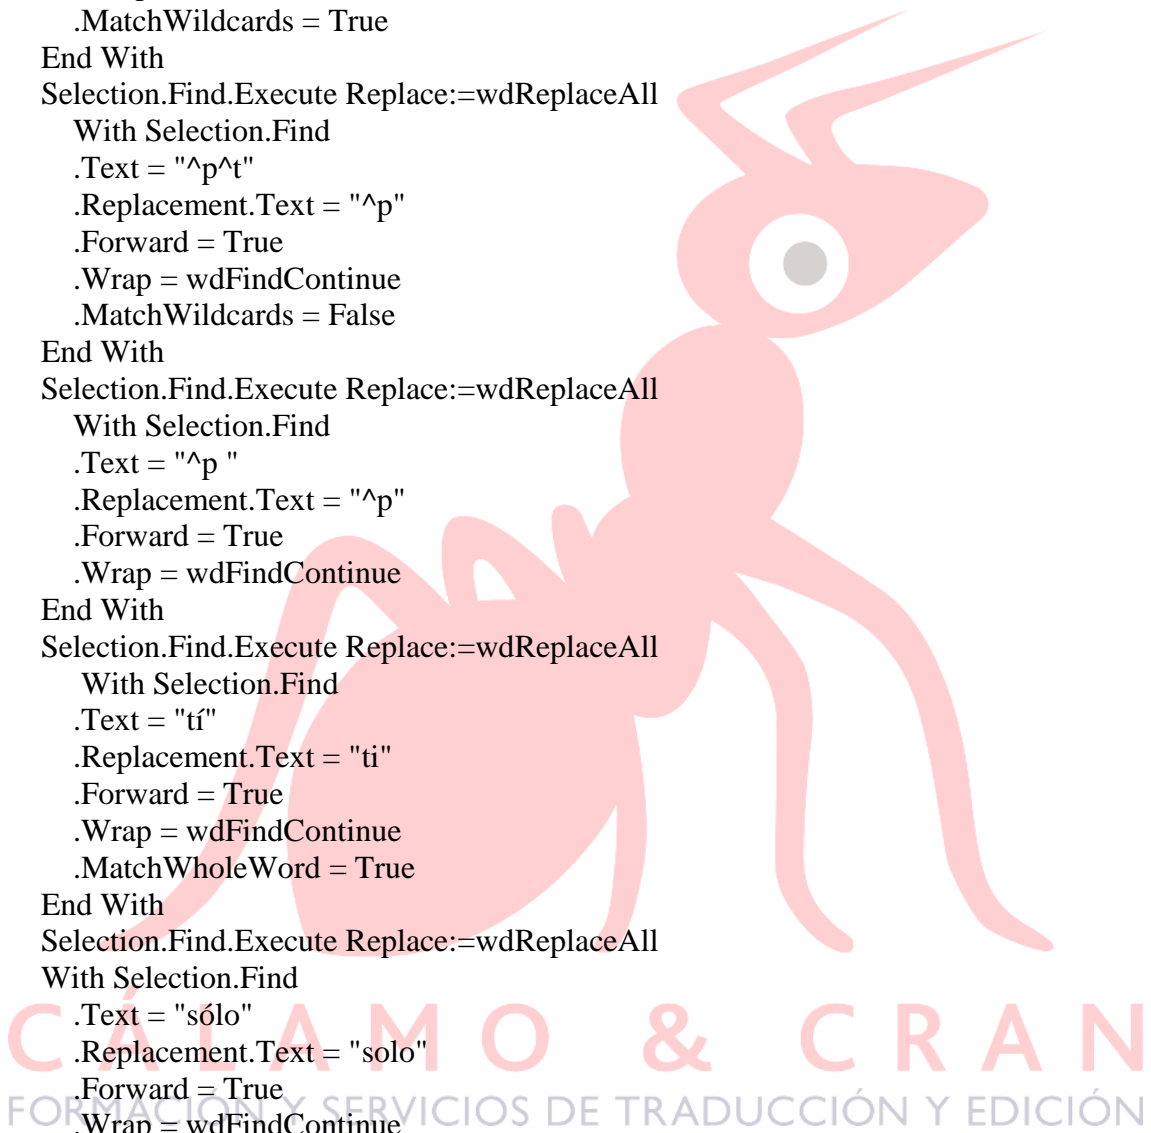 .MatchWildcards = True
End With
Selection.Find.Execute Replace:=wdReplaceAll
With Selection.Find
.Text = "^p^t"
.Replacement.Text = "^p"
.Forward = True
.Wrap = wdFindContinue
.MatchWildcards = False
End With
Selection.Find.Execute Replace:=wdReplaceAll
With Selection.Find
.Text = "^p "
.Replacement.Text = "^p"
.Forward = True
.Wrap = wdFindContinue
End With
Selection.Find.Execute Replace:=wdReplaceAll
With Selection.Find
.Text = "tí"
.Replacement.Text = "ti"
.Forward = True
.Wrap = wdFindContinue
.MatchWholeWord = True
End With
Selection.Find.Execute Replace:=wdReplaceAll
With Selection.Find
.Text = "sólo"
.Replacement.Text = "solo"
.Forward = True
.Wrap = wdFindContinue
CÁLAMO & CRAN
FORMACIÓN Y SERVICIOS DE TRADUCCIÓN Y EDICIÓN